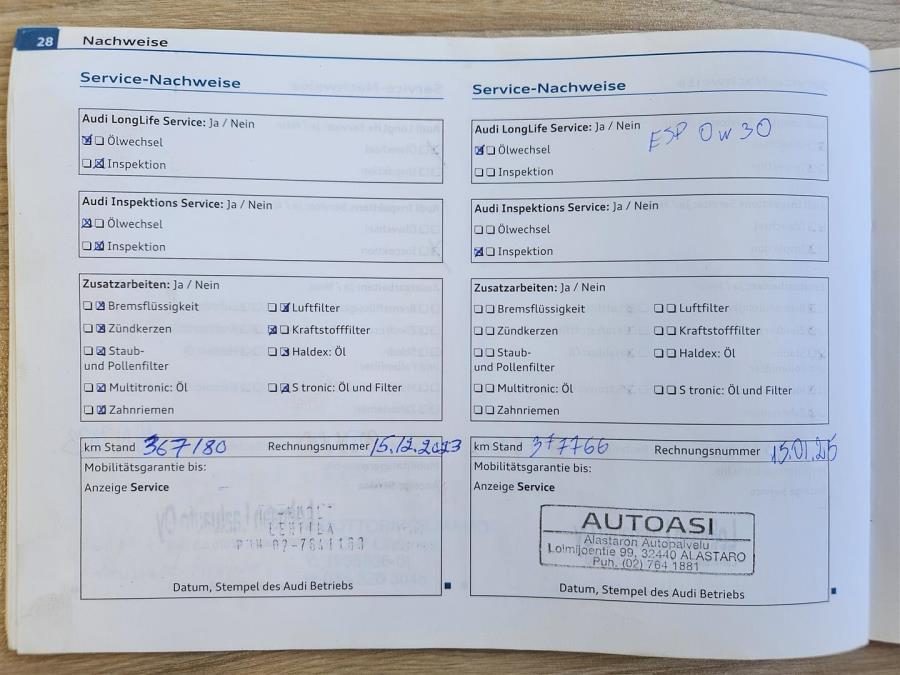 28 Nachweise
Service-Nachweise
Audi LongLife Service: Ja / Nein
Ölwechsel
Inspektion
Audi Inspektions Service: Ja / Nein
Ölwechsel
Inspektion
Zusatzarbeiten: Ja / Nein
Bremsflüssigkeit Luftfilter
Zündkerzen Kraftstofffilter
Staub- Haldex: Öl
und Pollenfilter
Multitronic: Öl S tronic: Öl und Filter
Zahnriemen
km Stand 367180 Rechnungsnummer 15.12.2023
Mobilitätsgarantie bis:
Anzeige Service
Datum, Stempel des Audi Betriebs
Service-Nachweise
Audi LongLife Service: Ja / Nein ESP 0W30
Ölwechsel
Inspektion
Audi Inspektions Service: Ja / Nein
Ölwechsel
Inspektion
Zusatzarbeiten: Ja / Nein
Bremsflüssigkeit Luftfilter
Zündkerzen Kraftstofffilter
Staub- Haldex: Öl
und Pollenfilter
Multitronic: Öl S tronic: Öl und Filter
Zahnriemen
km Stand 377766 Rechnungsnummer 15.01.25
Mobilitätsgarantie bis:
Anzeige Service
AUTOASI
Alastaron Autopalvelu
Loimijoentie 99, 32440 ALASTARO
Puh. (02) 764 1881
Datum, Stempel des Audi Betriebs